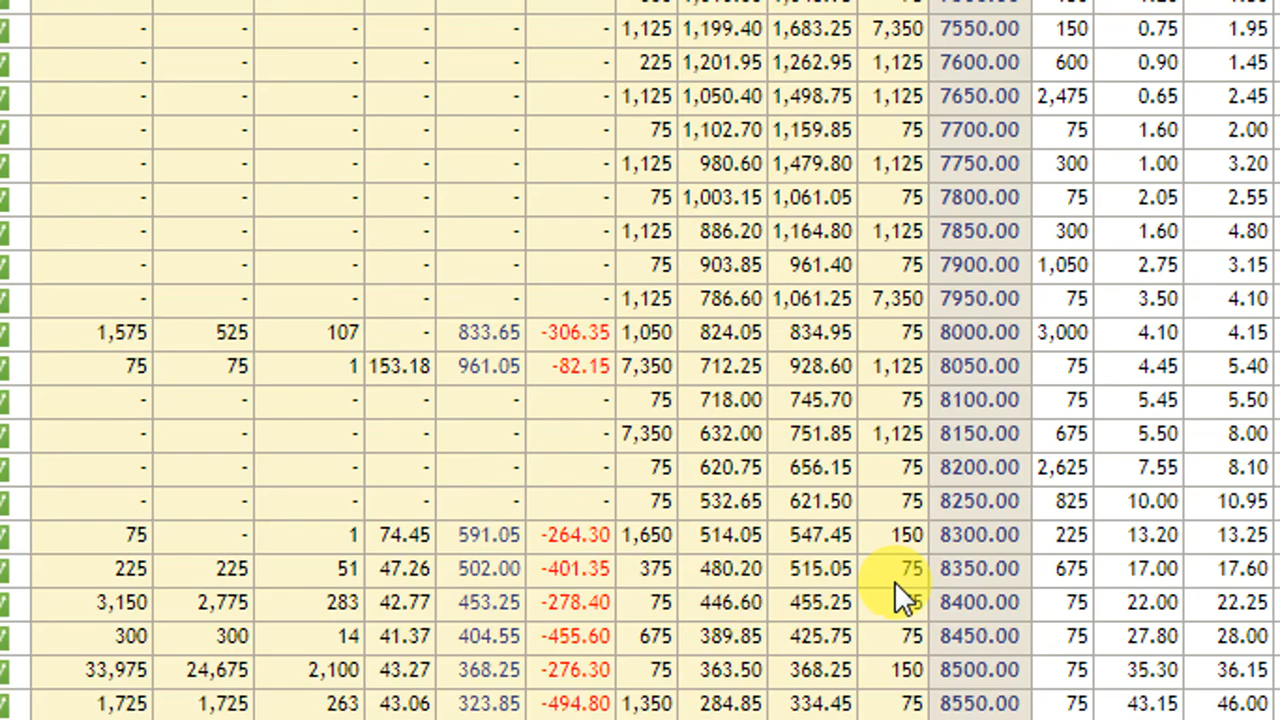 - - - - - - 1,125 1,199.40 1,683.25 7,350 7550.00 150 0.75 1.95
- - - - - - 225 1,201.95 1,262.95 1,125 7600.00 600 0.90 1.45
- - - - - - 1,125 1,050.40 1,498.75 1,125 7650.00 2,475 0.65 2.45
- - - - - - 75 1,102.70 1,159.85 75 7700.00 75 1.60 2.00
- - - - - - 1,125 980.60 1,479.80 1,125 7750.00 300 1.00 3.20
- - - - - - 75 1,003.15 1,061.05 75 7800.00 75 2.05 2.55
- - - - - - 1,125 886.20 1,164.80 1,125 7850.00 300 1.60 4.80
- - - - - - 75 903.85 961.40 75 7900.00 1,050 2.75 3.15
- - - - - - 1,125 786.60 1,061.25 7,350 7950.00 75 3.50 4.10
1,575 525 107 - 833.65 -306.35 1,050 824.05 834.95 75 8000.00 3,000 4.10 4.15
75 75 1 153.18 961.05 -82.15 7,350 712.25 928.60 1,125 8050.00 75 4.45 5.40
- - - - - - 75 718.00 745.70 75 8100.00 75 5.45 5.50
- - - - - - 7,350 632.00 751.85 1,125 8150.00 675 5.50 8.00
- - - - - - 75 620.75 656.15 75 8200.00 2,625 7.55 8.10
- - - - - - 75 532.65 621.50 75 8250.00 825 10.00 10.95
75 - 1 74.45 591.05 -264.30 1,650 514.05 547.45 150 8300.00 225 13.20 13.25
225 225 51 47.26 502.00 -401.35 375 480.20 515.05 75 8350.00 675 17.00 17.60
3,150 2,775 283 42.77 453.25 -278.40 75 446.60 455.25 8400.00 75 22.00 22.25
300 300 14 41.37 404.55 -455.60 675 389.85 425.75 75 8450.00 75 27.80 28.00
33,975 24,675 2,100 43.27 368.25 -276.30 75 363.50 368.25 150 8500.00 75 35.30 36.15
1,725 1,725 263 43.06 323.85 -494.80 1,350 284.85 334.45 75 8550.00 75 43.15 46.00